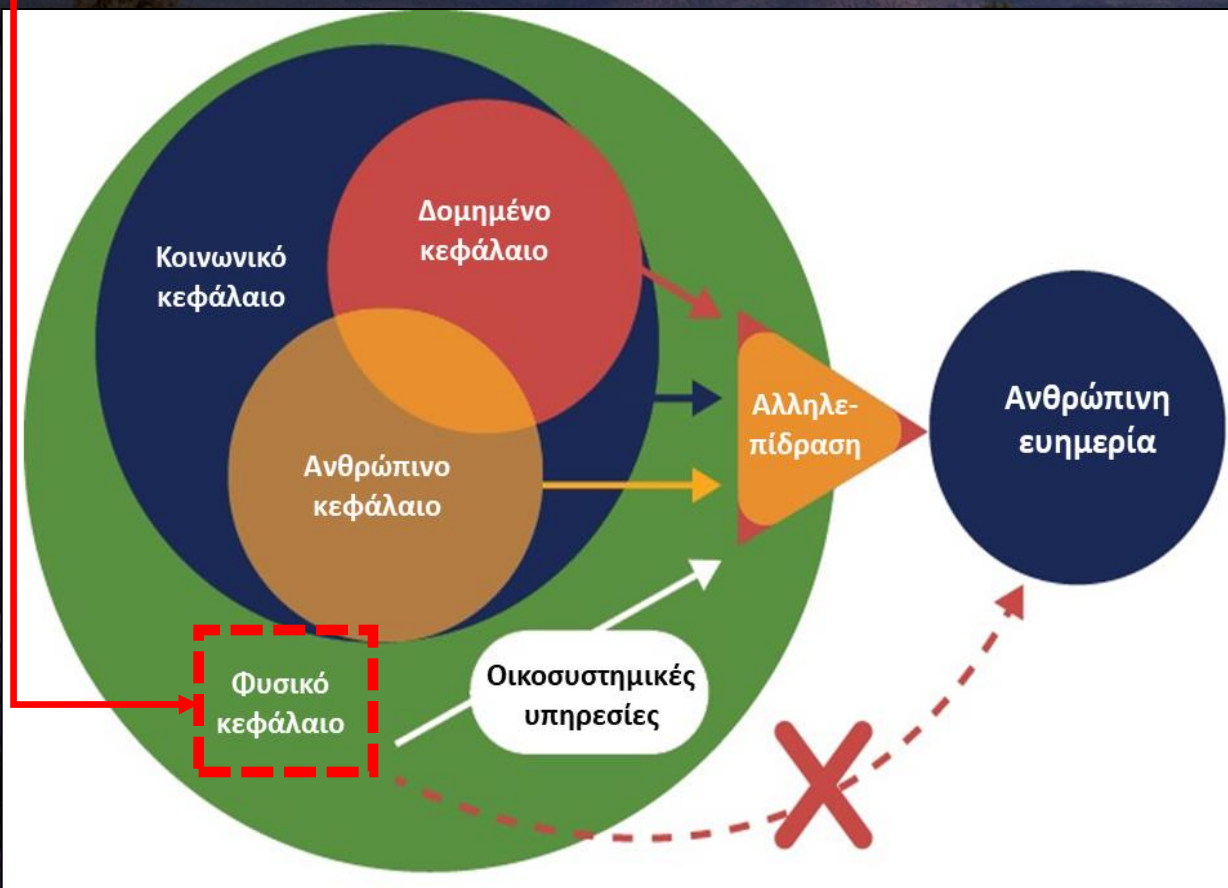 Δομημένο
κεφάλαιο
Κοινωνικό
κεφάλαιο
Αλληλε-
πίδραση
Ανθρώπινη
ευημερία
Ανθρώπινο
κεφάλαιο
Φυσικό
κεφάλαιο
Οικοσυστημικές
υπηρεσίες